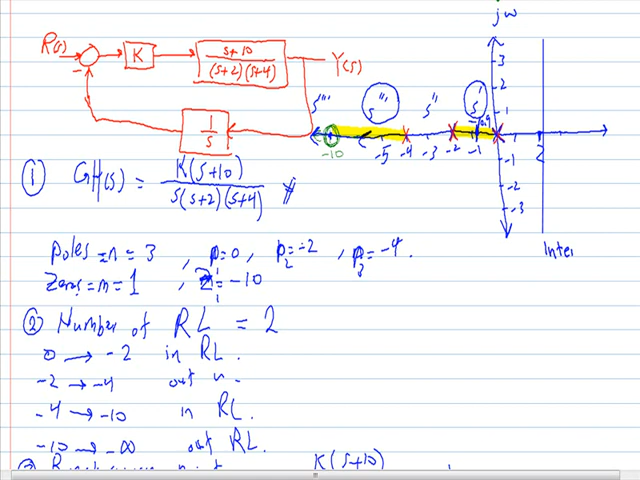 jω
R(s)
K
s+10
(s+2)(s+4)
Y(s)
-
1
s
3
2
1
s''' s''' s'' s'
-10 -5 -4 -3 -2 -1 2
-1
-2
-3
① GH(s) = K(s+10)
s(s+2)(s+4)
Poles = n = 3 , p=0 , p2=-2 , p3=-4.
Zeros = m = 1 , Z1 = -10
Inter
② Number of RL = 2
0 → -2 in RL.
-2 → -4 out
-4 → -10 in RL.
-10 → -∞ out RL.
K(s+10)